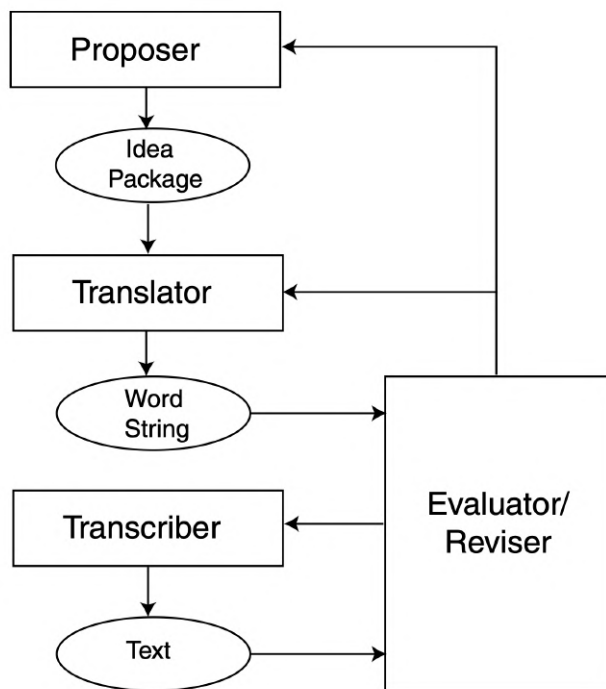 Proposer
Idea
Package
Translator
Word
String
Transcriber
Evaluator/
Reviser
Text